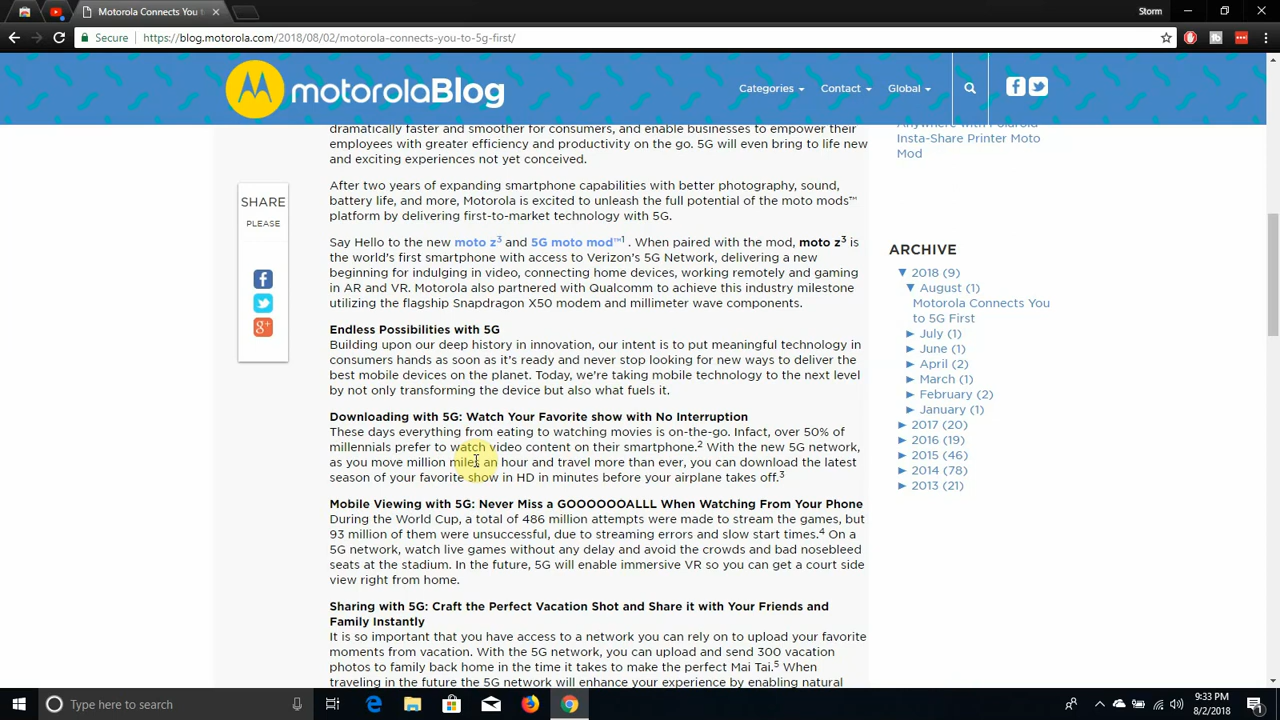 Motorola Connects You t
Storm
Secure
https://blog.motorola.com/2018/08/02/motorola-connects-you-to-5g-first/
motorolaBlog
Categories
Contact
Global
SHARE
PLEASE
dramatically faster and smoother for consumers, and enable businesses to empower their
employees with greater efficiency and productivity on the go. 5G will even bring to life new
and exciting experiences not yet conceived.
After two years of expanding smartphone capabilities with better photography, sound,
battery life, and more, Motorola is excited to unleash the full potential of the moto mods™
platform by delivering first-to-market technology with 5G.
Say Hello to the new moto z³ and 5G moto mod™¹ . When paired with the mod, moto z³ is
the world's first smartphone with access to Verizon's 5G Network, delivering a new
beginning for indulging in video, connecting home devices, working remotely and gaming
in AR and VR. Motorola also partnered with Qualcomm to achieve this industry milestone
utilizing the flagship Snapdragon X50 modem and millimeter wave components.
Endless Possibilities with 5G
Building upon our deep history in innovation, our intent is to put meaningful technology in
consumers hands as soon as it's ready and never stop looking for new ways to deliver the
best mobile devices on the planet. Today, we're taking mobile technology to the next level
by not only transforming the device but also what fuels it.
Downloading with 5G: Watch Your Favorite show with No Interruption
These days everything from eating to watching movies is on-the-go. Infact, over 50% of
millennials prefer to watch video content on their smartphone.² With the new 5G network,
as you move million miles an hour and travel more than ever, you can download the latest
season of your favorite show in HD in minutes before your airplane takes off.³
Mobile Viewing with 5G: Never Miss a GOOOOOOALLL When Watching From Your Phone
During the World Cup, a total of 486 million attempts were made to stream the games, but
93 million of them were unsuccessful, due to streaming errors and slow start times.⁴ On a
5G network, watch live games without any delay and avoid the crowds and bad nosebleed
seats at the stadium. In the future, 5G will enable immersive VR so you can get a court side
view right from home.
Sharing with 5G: Craft the Perfect Vacation Shot and Share it with Your Friends and
Family Instantly
It is so important that you have access to a network you can rely on to upload your favorite
moments from vacation. With the 5G network, you can upload and send 300 vacation
photos to family back home in the time it takes to make the perfect Mai Tai.⁵ When
traveling in the future the 5G network will enhance your experience by enabling natural
Anywhere with Polaroid
Insta-Share Printer Moto
Mod
ARCHIVE
▼ 2018 (9)
▼ August (1)
Motorola Connects You
to 5G First
► July (1)
► June (1)
► April (2)
► March (1)
► February (2)
► January (1)
► 2017 (20)
► 2016 (19)
► 2015 (46)
► 2014 (78)
► 2013 (21)
Type here to search
9:33 PM
8/2/2018